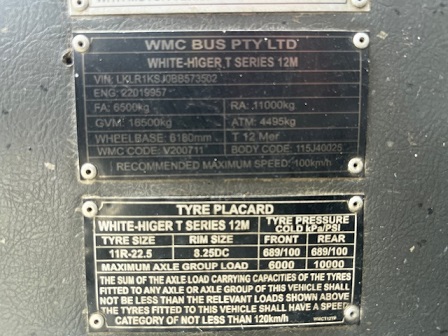 WMC BUS PTY LTD
WHITE-HIGER T SERIES 12M
VIN: LKLR1KSJ0BB573502
ENG: 22019957
FA: 6500kg RA: 11000kg
GVM: 16500kg ATM: 4495kg
WHEELBASE: 6180mm T 12 Mer
WMC CODE: V200711 BODY CODE: 115J40025
RECOMMENDED MAXIMUM SPEED: 100km/h
TYRE PLACARD
WHITE-HIGER T SERIES 12M TYRE PRESSURE COLD kPa/PSI
TYRE SIZE RIM SIZE FRONT REAR
11R-22.5 8.25DC 689/100 689/100
MAXIMUM AXLE GROUP LOAD 6000 10000
THE SUM OF THE AXLE LOAD CARRYING CAPACITIES OF THE TYRES
FITTED TO ANY AXLE OR AXLE GROUP OF THIS VEHICLE SHALL
NOT BE LESS THAN THE RELEVANT LOADS SHOWN ABOVE
THE TYRES FITTED TO THIS VEHICLE SHALL HAVE A SPEED
CATEGORY OF NOT LESS THAN 120km/h